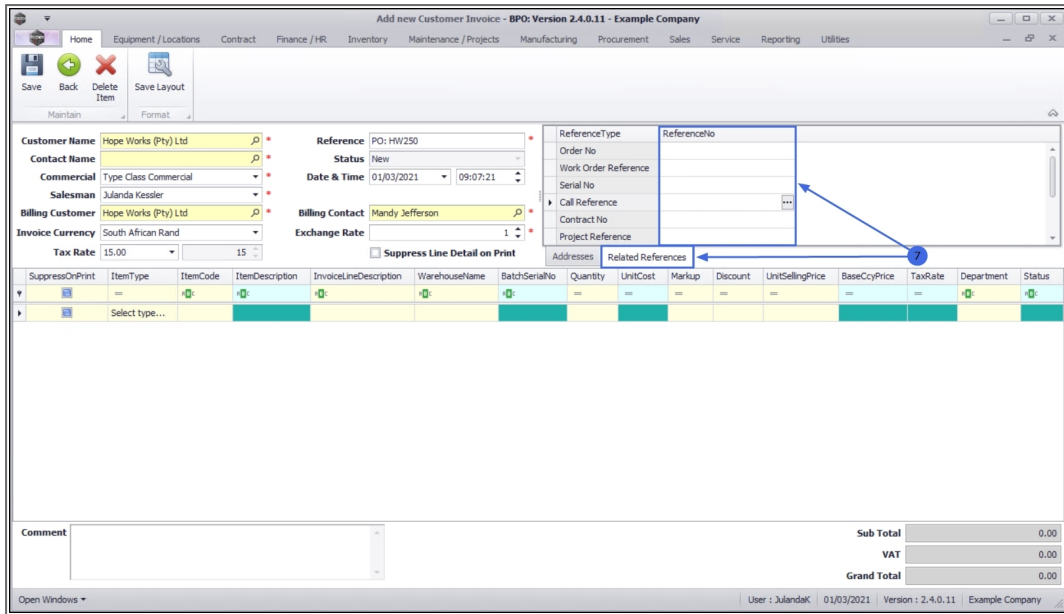 Add new Customer Invoice - BPO: Version 2.4.0.11 - Example Company
Home Equipment / Locations Contract Finance / HR Inventory Maintenance / Projects Manufacturing Procurement Sales Service Reporting Utilities
Save Back Delete Item Save Layout
Maintain Format
Customer Name Hope Works (Pty) Ltd * Reference PO: HW250 * ReferenceType ReferenceNo
Contact Name * Status New Order No
Commercial Type Class Commercial * Date & Time 01/03/2021 09:07:21 Work Order Reference
Salesman Julanda Kessler * Serial No
Call Reference ...
Billing Customer Hope Works (Pty) Ltd Billing Contact Mandy Jefferson * Contract No
Invoice Currency South African Rand Exchange Rate 1 * Project Reference
Tax Rate 15.00 15 Suppress Line Detail on Print Addresses Related References 7
SuppressOnPrint ItemType ItemCode ItemDescription InvoiceLineDescription WarehouseName BatchSerialNo Quantity UnitCost Markup Discount UnitSellingPrice BaseCcyPrice TaxRate Department Status
Select type...
Comment Sub Total 0.00
VAT 0.00
Grand Total 0.00
Open Windows User : JulandaK 01/03/2021 Version : 2.4.0.11 Example Company